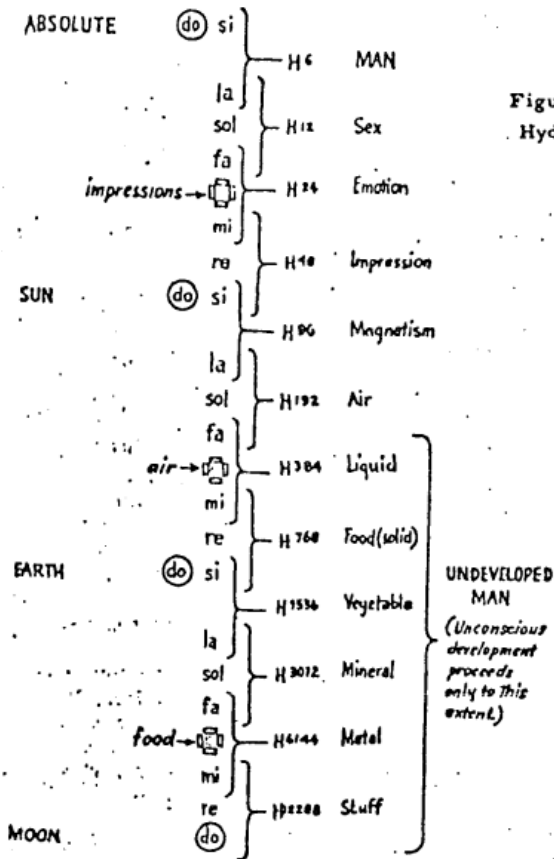 ABSOLUTE do si
H6 MAN
la
Figu
sol H12 Sex
Hyd
fa
impressions H24 Emotion
mi
re H48 Impression
SUN do si
H96 Magnetism
la
sol H192 Air
fa
air H384 Liquid
mi
re H768 Food (solid)
EARTH do si
UNDEVELOPED
MAN
H1536 Vegetable
(Unconscious
development
proceeds
only to This
extent.)
la
sol H3072 Mineral
fa
food H6144 Metal
mi
re Stuff
MOON do